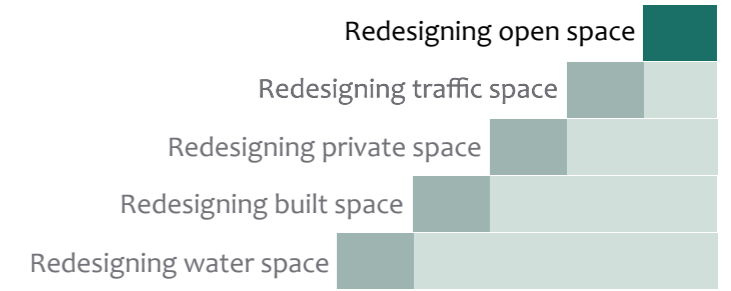 Redesigning open space
Redesigning traffic space
Redesigning private space
Redesigning built space
Redesigning water space